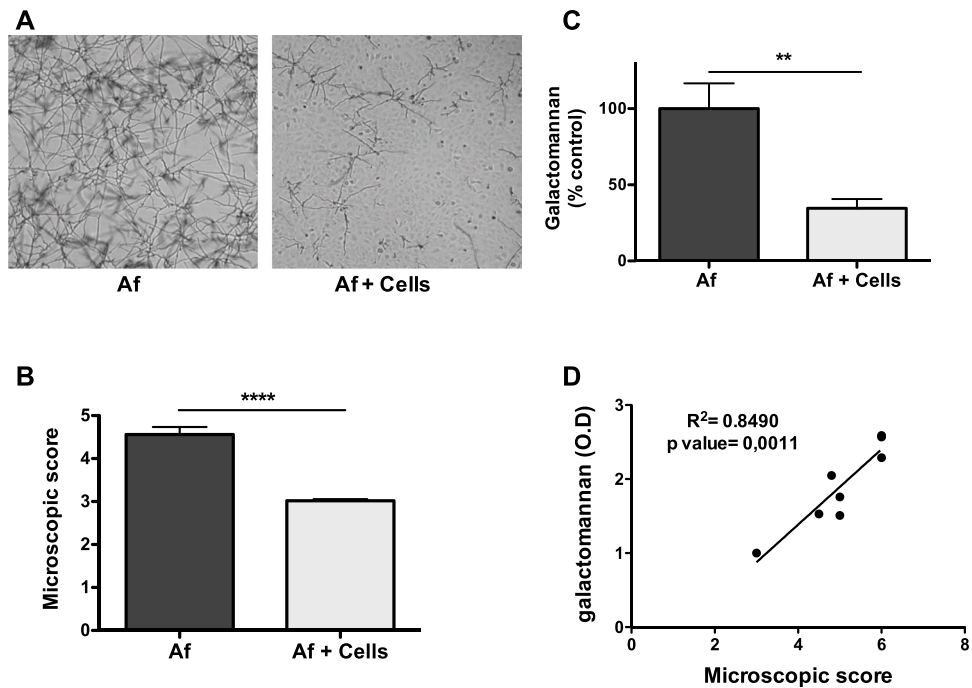 A
Af
Af + Cells
C
**
Galactomannan
(% control)
100
50
0
Af
Af + Cells
B
****
Microscopic score
5
4
3
2
1
0
Af
Af + Cells
D
R2= 0.8490
p value= 0,0011
galactomannan (O.D)
3
2
1
0
0 2 4 6 8
Microscopic score